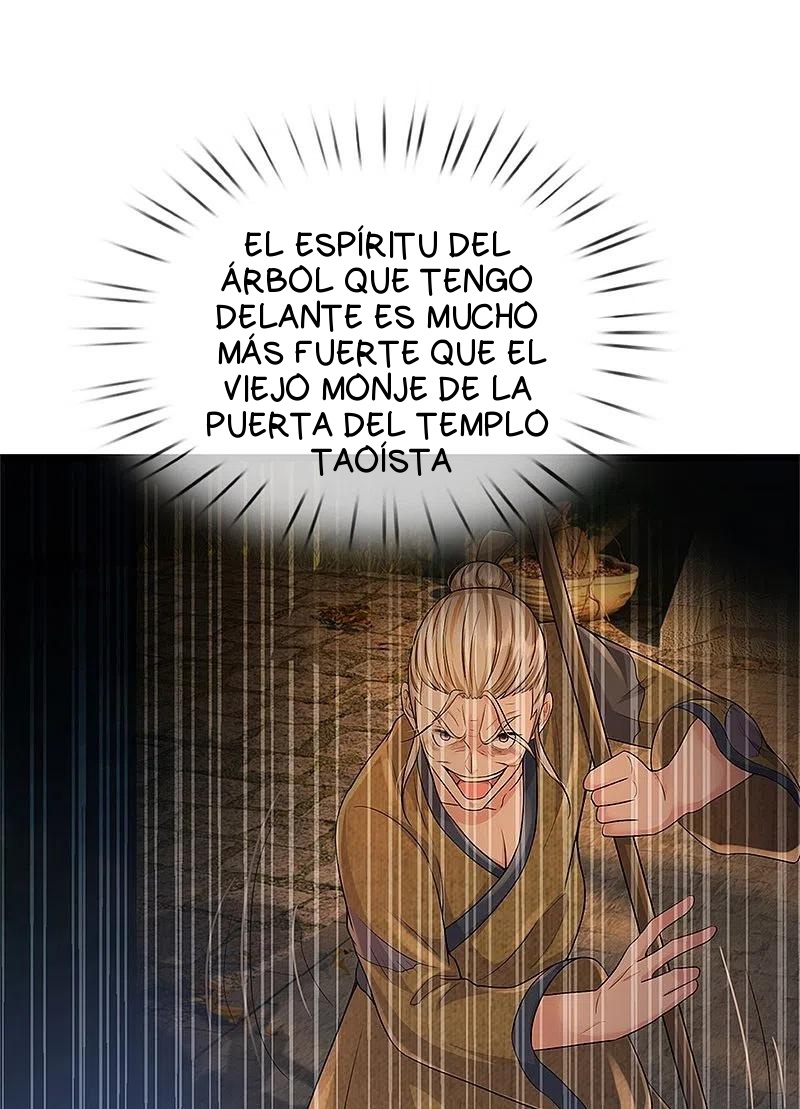 EL ESPÍRITU DEL
ÁRBOL QUE TENGO
DELANTE ES MUCHO
MÁS FUERTE QUE EL
VIEJO MONJE DE LA
PUERTA DEL TEMPLO
TAOÍSTA